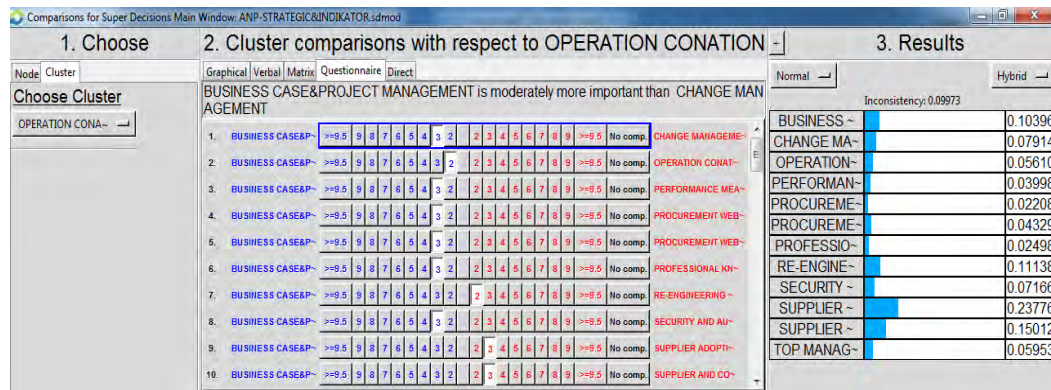 Comparisons for Super Decisions Main Window: ANP-STRATEGIC&INDIKATOR.sdmod
1. Choose
Node Cluster
Choose Cluster
OPERATION CONA~
2. Cluster comparisons with respect to OPERATION CONATION
Graphical Verbal Matrix Questionnaire Direct
BUSINESS CASE&PROJECT MANAGEMENT is moderately more important than CHANGE MAN
AGEMENT
1. BUSINESS CASE&P~ >=9.5 9 8 7 6 5 4 3 2 2 3 4 5 6 7 8 9 >=9.5 No comp. CHANGE MANAGEME~
2. BUSINESS CASE&P~ >=9.5 9 8 7 6 5 4 3 2 2 3 4 5 6 7 8 9 >=9.5 No comp. OPERATION CONAT~
3. BUSINESS CASE&P~ >=9.5 9 8 7 6 5 4 3 2 2 3 4 5 6 7 8 9 >=9.5 No comp. PERFORMANCE MEA~
4. BUSINESS CASE&P~ >=9.5 9 8 7 6 5 4 3 2 2 3 4 5 6 7 8 9 >=9.5 No comp. PROCUREMENT WEB~
5. BUSINESS CASE&P~ >=9.5 9 8 7 6 5 4 3 2 2 3 4 5 6 7 8 9 >=9.5 No comp. PROCUREMENT WEB~
6. BUSINESS CASE&P~ >=9.5 9 8 7 6 5 4 3 2 2 3 4 5 6 7 8 9 >=9.5 No comp. PROFESSIONAL KN~
7. BUSINESS CASE&P~ >=9.5 9 8 7 6 5 4 3 2 2 3 4 5 6 7 8 9 >=9.5 No comp. RE-ENGINEERING ~
8. BUSINESS CASE&P~ >=9.5 9 8 7 6 5 4 3 2 2 3 4 5 6 7 8 9 >=9.5 No comp. SECURITY AND AU~
9. BUSINESS CASE&P~ >=9.5 9 8 7 6 5 4 3 2 2 3 4 5 6 7 8 9 >=9.5 No comp. SUPPLIER ADOPTI~
10. BUSINESS CASE&P~ >=9.5 9 8 7 6 5 4 3 2 2 3 4 5 6 7 8 9 >=9.5 No comp. SUPPLIER AND CO~
3. Results
Normal Hybrid
Inconsistency: 0.09973
BUSINESS ~ 0.10396
CHANGE MA~ 0.07914
OPERATION~ 0.05610
PERFORMAN~ 0.03998
PROCUREME~ 0.02208
PROCUREME~ 0.04329
PROFESSIO~ 0.02498
RE-ENGINE~ 0.11138
SECURITY ~ 0.07166
SUPPLIER ~ 0.23776
SUPPLIER ~ 0.15012
TOP MANAG~ 0.05953